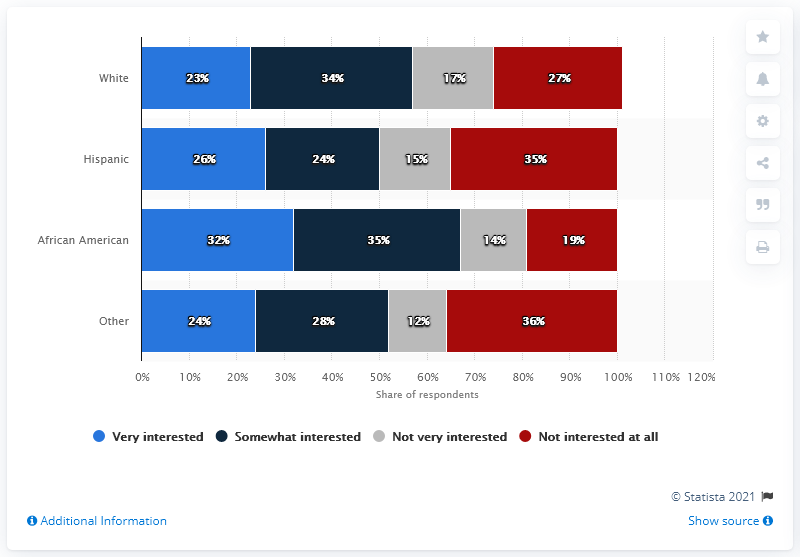 White 23% 34% 17% 27%
Hispanic 26% 24% 15% 35%
African American 32% 35% 14% 19%
Other 24% 28% 12% 36%
0% 10% 20% 30% 40% 50% 60% 70% 80% 90% 100% 110% 120%
Share of respondents
Very interested Somewhat interested Not very interested Not interested at all
© Statista 2021
Additional Information Show source